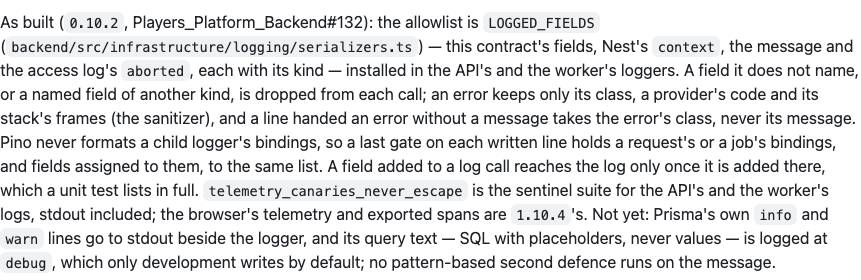 As built ( 0.10.2 , Players_Platform_Backend#132): the allowlist is LOGGED_FIELDS
( backend/src/infrastructure/logging/serializers.ts ) — this contract's fields, Nest's context , the message and
the access log's aborted , each with its kind — installed in the API's and the worker's loggers. A field it does not name,
or a named field of another kind, is dropped from each call; an error keeps only its class, a provider's code and its
stack's frames (the sanitizer), and a line handed an error without a message takes the error's class, never its message.
Pino never formats a child logger's bindings, so a last gate on each written line holds a request's or a job's bindings,
and fields assigned to them, to the same list. A field added to a log call reaches the log only once it is added there,
which a unit test lists in full. telemetry_canaries_never_escape is the sentinel suite for the API's and the worker's
logs, stdout included; the browser's telemetry and exported spans are 1.10.4 's. Not yet: Prisma's own info and
warn lines go to stdout beside the logger, and its query text — SQL with placeholders, never values — is logged at
debug , which only development writes by default; no pattern-based second defence runs on the message.